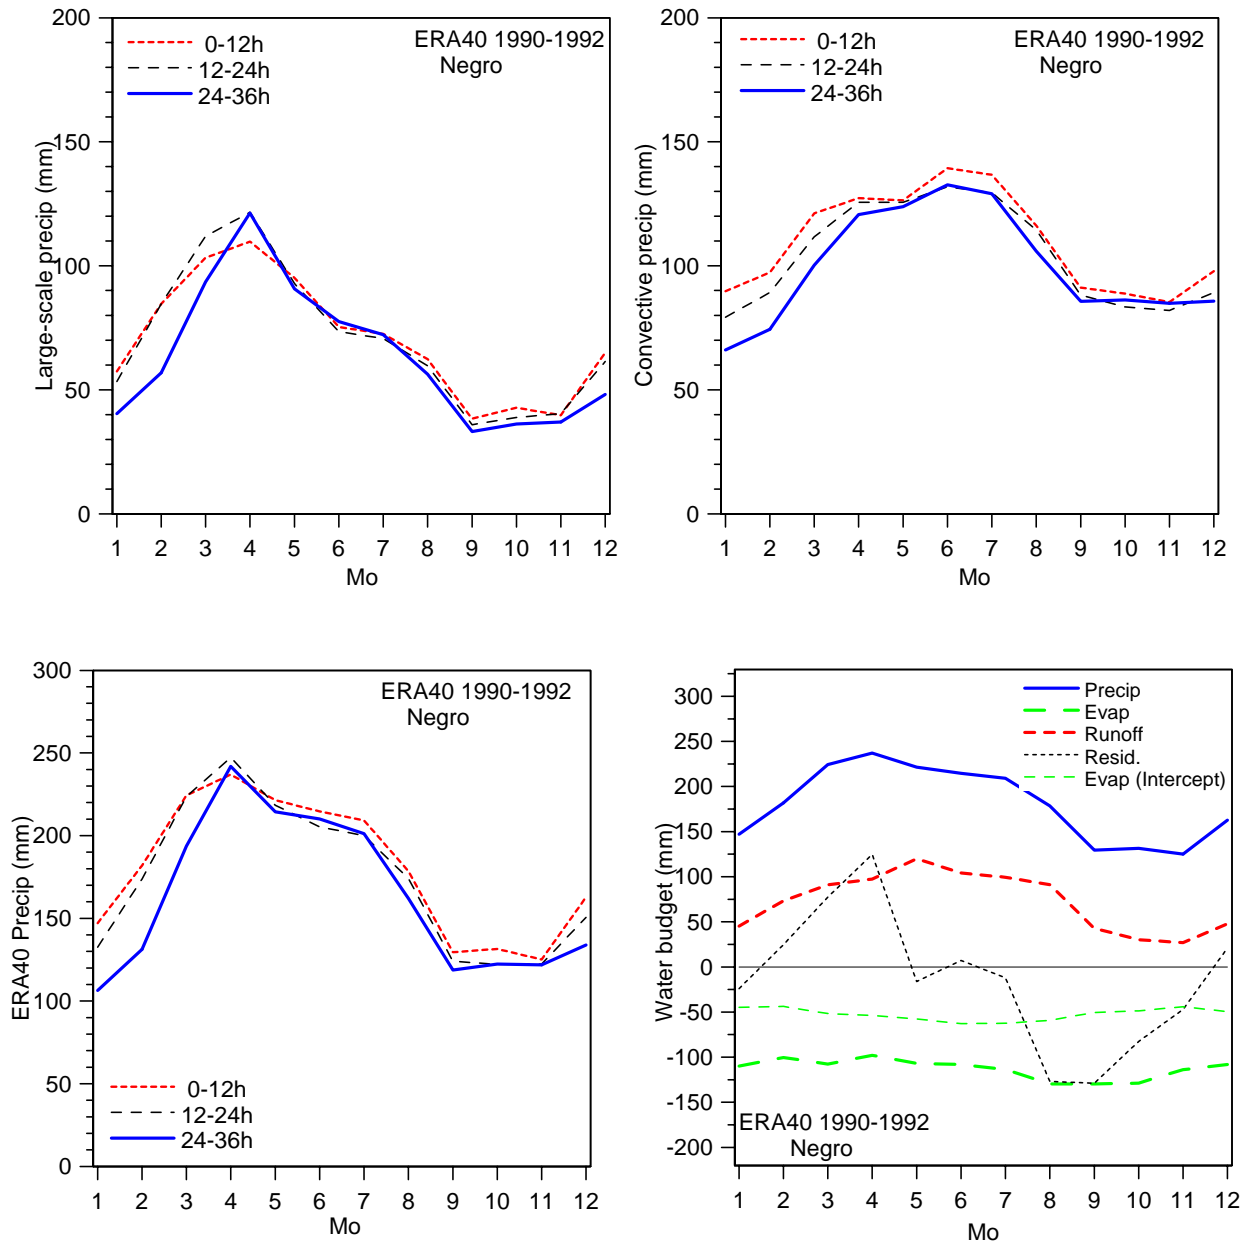 200
150
100
50
0
Large-scale precip (mm)
0-12h
12-24h
24-36h
ERA40 1990-1992
Negro
1 2 3 4 5 6 7 8 9 10 11 12
Mo
200
150
100
50
0
Convective precip (mm)
0-12h
12-24h
24-36h
ERA40 1990-1992
Negro
1 2 3 4 5 6 7 8 9 10 11 12
Mo
300
250
200
150
100
50
0
ERA40 Precip (mm)
ERA40 1990-1992
Negro
0-12h
12-24h
24-36h
1 2 3 4 5 6 7 8 9 10 11 12
Mo
300
250
200
150
100
50
0
-50
-100
-150
-200
Water budget (mm)
Precip
Evap
Runoff
Resid.
Evap (Intercept)
ERA40 1990-1992
Negro
1 2 3 4 5 6 7 8 9 10 11 12
Mo